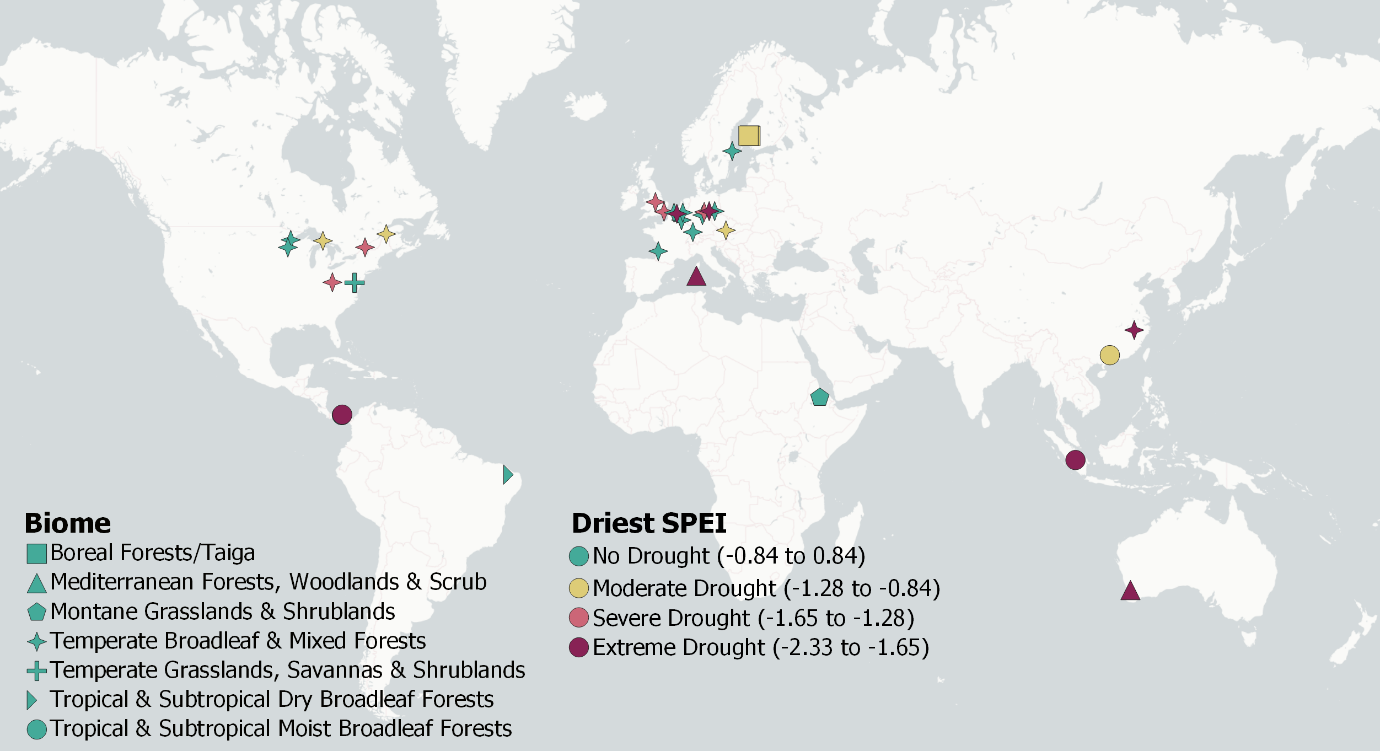 Biome
Boreal Forests/Taiga
Mediterranean Forests, Woodlands & Scrub
Montane Grasslands & Shrublands
Temperate Broadleaf & Mixed Forests
Temperate Grasslands, Savannas & Shrublands
Tropical & Subtropical Dry Broadleaf Forests
Tropical & Subtropical Moist Broadleaf Forests
Driest SPEI
No Drought (-0.84 to 0.84)
Moderate Drought (-1.28 to -0.84)
Severe Drought (-1.65 to -1.28)
Extreme Drought (-2.33 to -1.65)